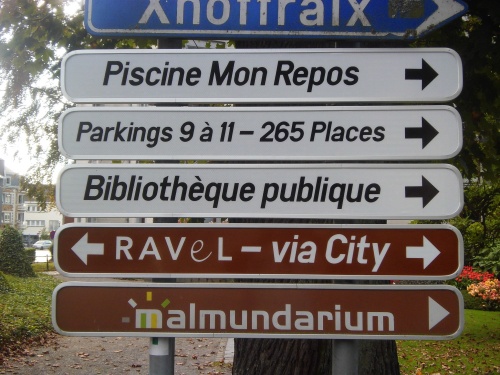 Xhoffraix
Piscine Mon Repos
Parkings 9 à 11 – 265 Places
Bibliothèque publique
RAVeL – via City
malmundarium